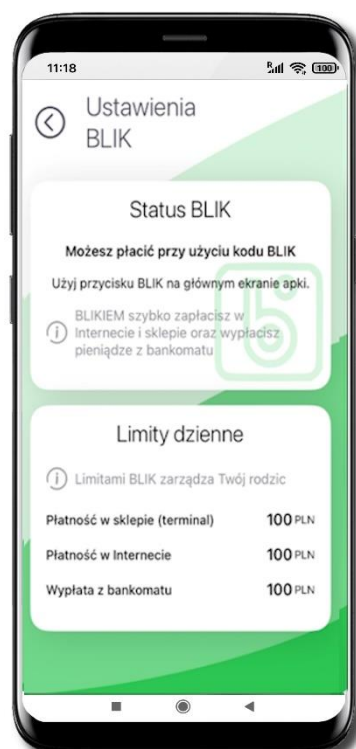 11:18
R
100
Ustawienia
BLIK
Status BLIK
Możesz płacić przy użyciu kodu BLIK
Użyj przycisku BLIK na głównym ekranie apki.
BLIKIEM szybko zapłacisz w
Internecie i sklepie oraz wypłacisz
pieniądze z bankomatu
Limity dzienne
Limitami BLIK zarządza Twój rodzic
Płatność w sklepie (terminal) 100 PLN
Płatność w Internecie 100 PLN
Wypłata z bankomatu 100 PLN